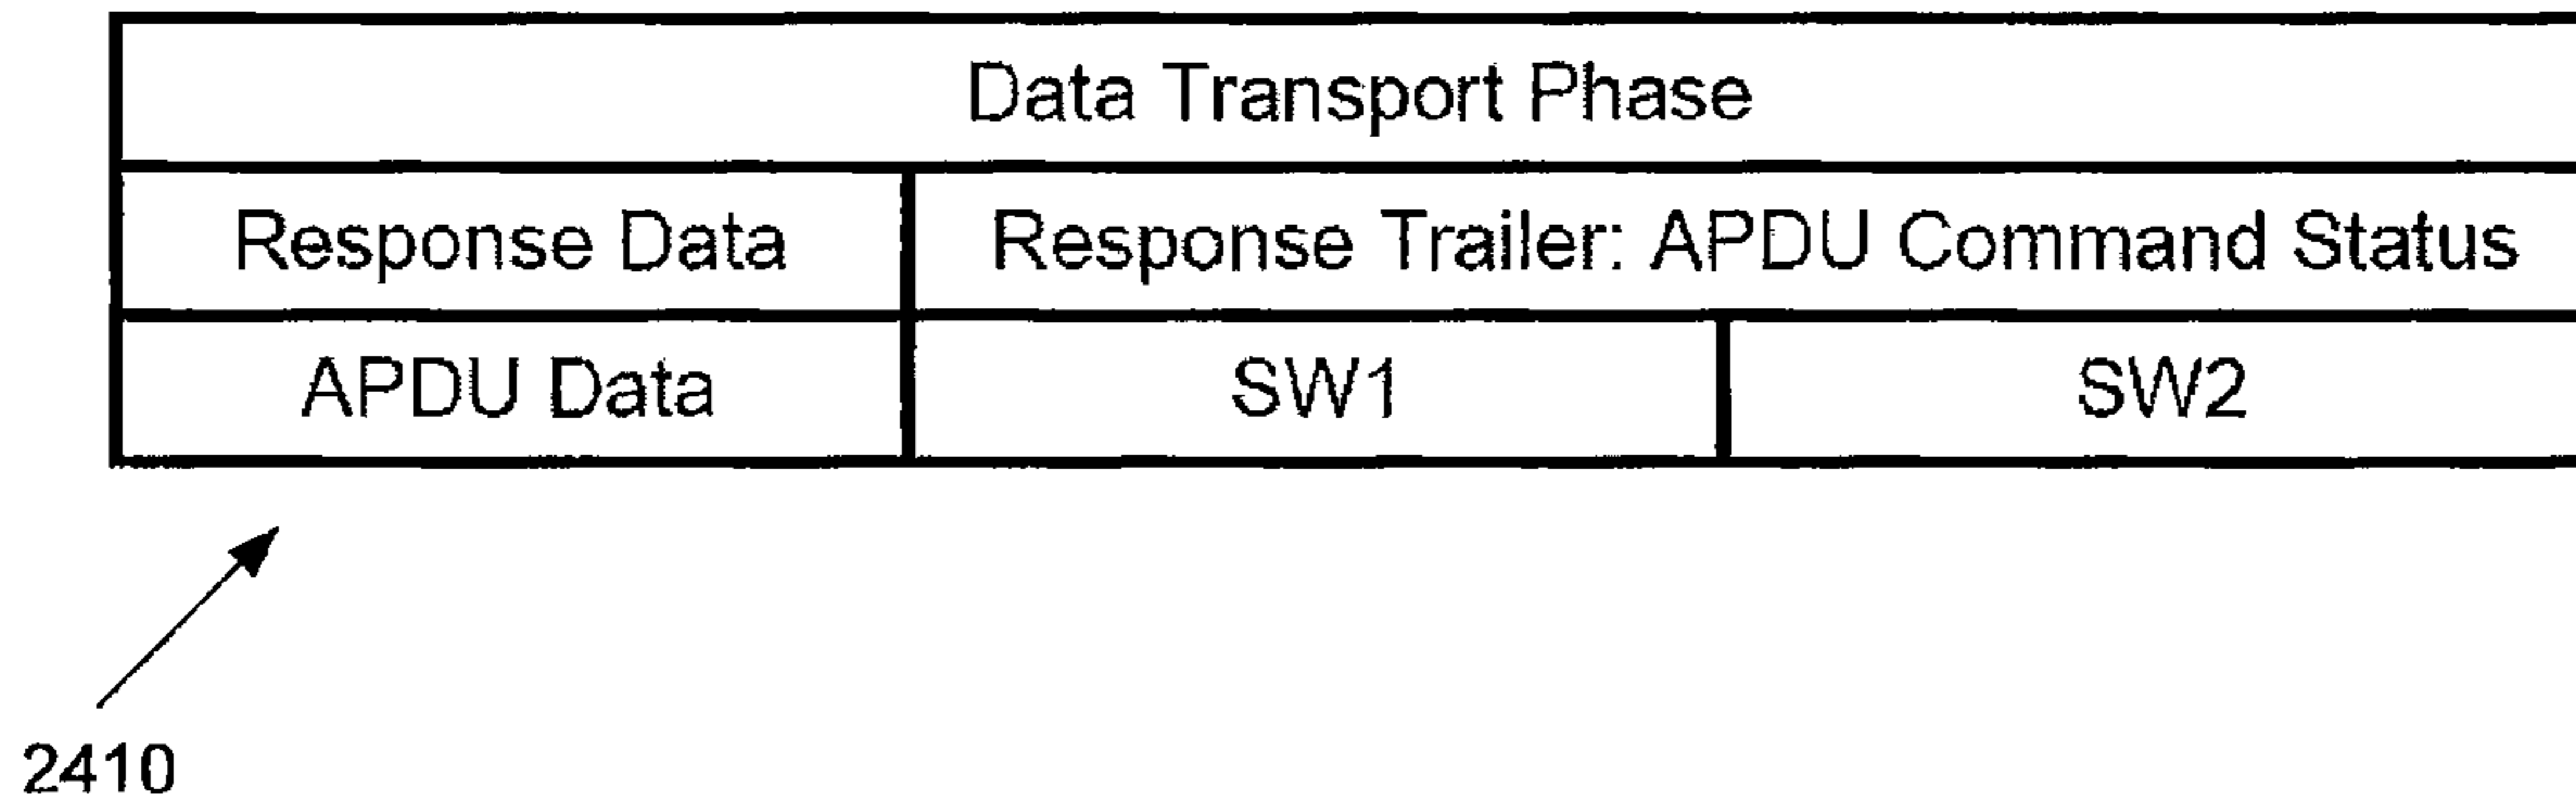 Data Transport Phase
Response Data Response Trailer: APDU Command Status
APDU Data SW1 SW2
2410